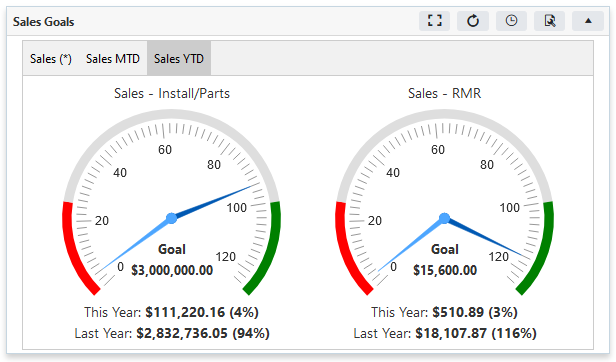 Sales Goals
Sales (*) Sales MTD Sales YTD
Sales - Install/Parts
0
20
40
60
80
100
120
Goal
$3,000,000.00
This Year: $111,220.16 (4%)
Last Year: $2,832,736.05 (94%)
Sales - RMR
0
20
40
60
80
100
120
Goal
$15,600.00
This Year: $510.89 (3%)
Last Year: $18,107.87 (116%)